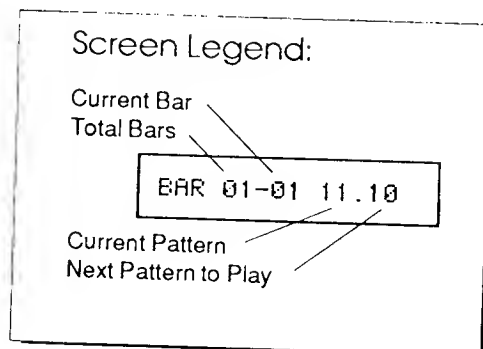 Screen Legend:
Current Bar
Total Bars
BAR 01-01 11.10
Current Pattern
Next Pattern to Play